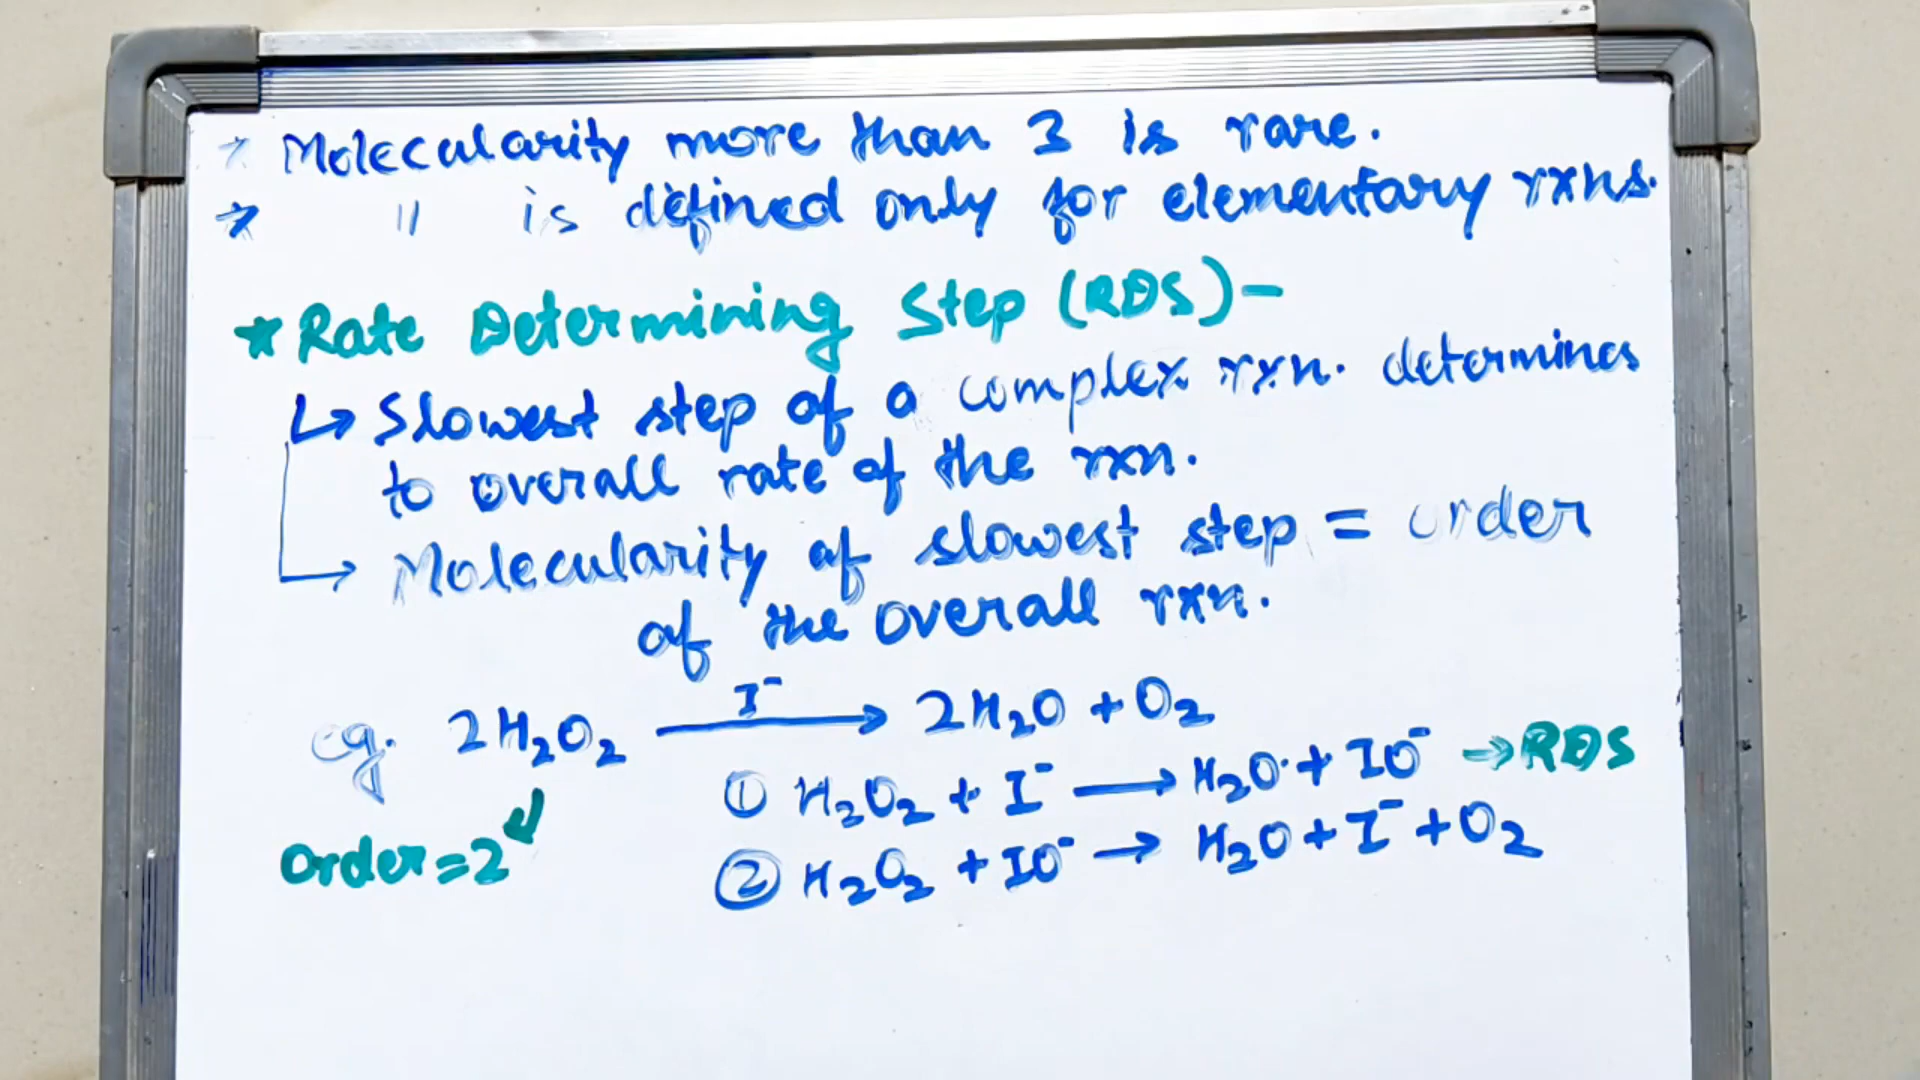 * Molecularity more than 3 is rare.
* " is defined only for elementary rxns.
* Rate Determining Step (RDS) -
↳ Slowest step of a complex rxn. determines
to overall rate of the rxn.
→ Molecularity of slowest step = order
of the overall rxn.
eg. 2H₂O₂ —I⁻→ 2H₂O + O₂
① H₂O₂ + I⁻ → H₂O + IO⁻ → RDS
Order = 2
② H₂O₂ + IO⁻ → H₂O + I⁻ + O₂